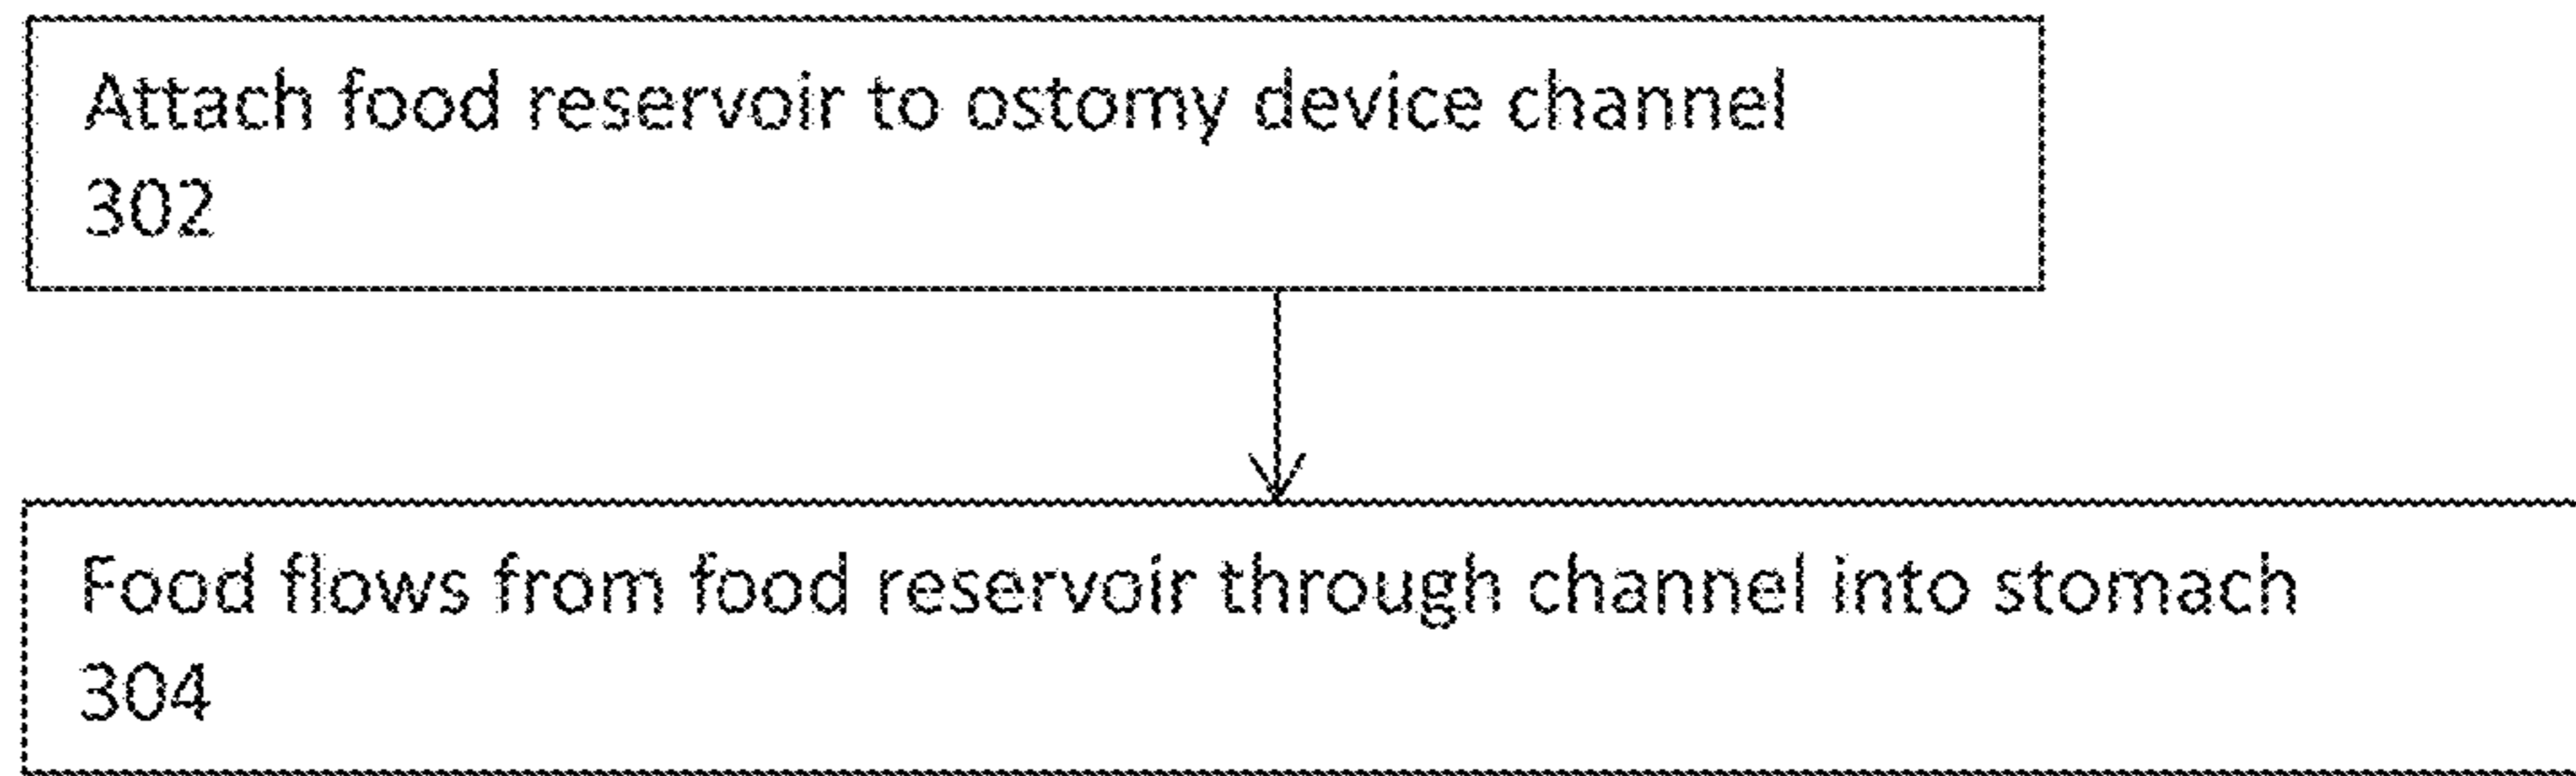 Attach food reservoir to ostomy device channel
302
Food flows from food reservoir through channel into stomach
304